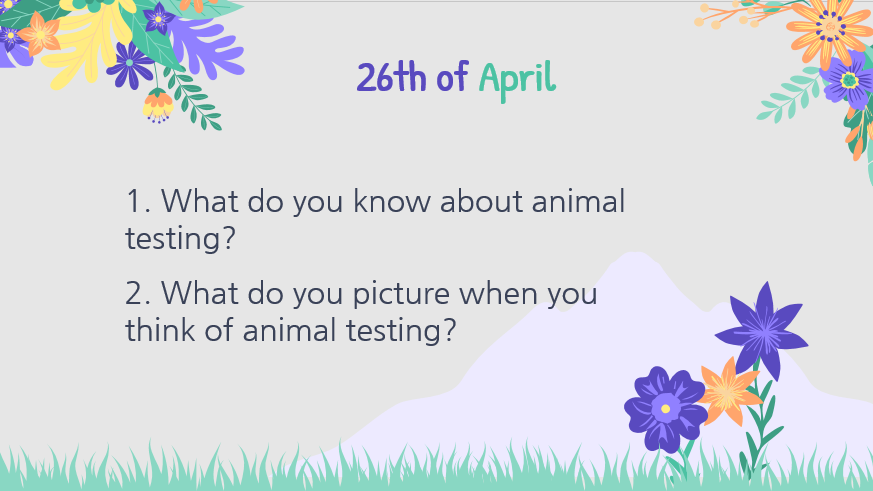 26th of April
1. What do you know about animal
testing?
2. What do you picture when you
think of animal testing?